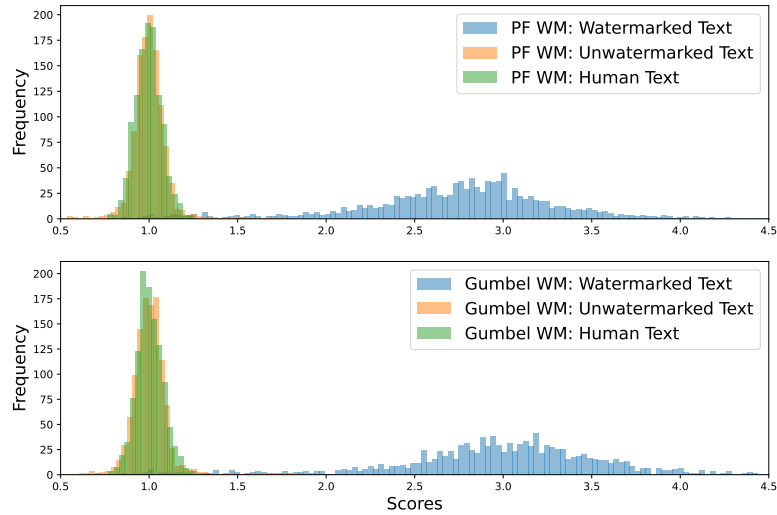 200
175
150
125
100
75
50
25
0
Frequency
PF WM: Watermarked Text
PF WM: Unwatermarked Text
PF WM: Human Text
0.5 1.0 1.5 2.0 2.5 3.0 3.5 4.0 4.5
200
175
150
125
100
75
50
25
0
Frequency
Gumbel WM: Watermarked Text
Gumbel WM: Unwatermarked Text
Gumbel WM: Human Text
0.5 1.0 1.5 2.0 2.5 3.0 3.5 4.0 4.5
Scores